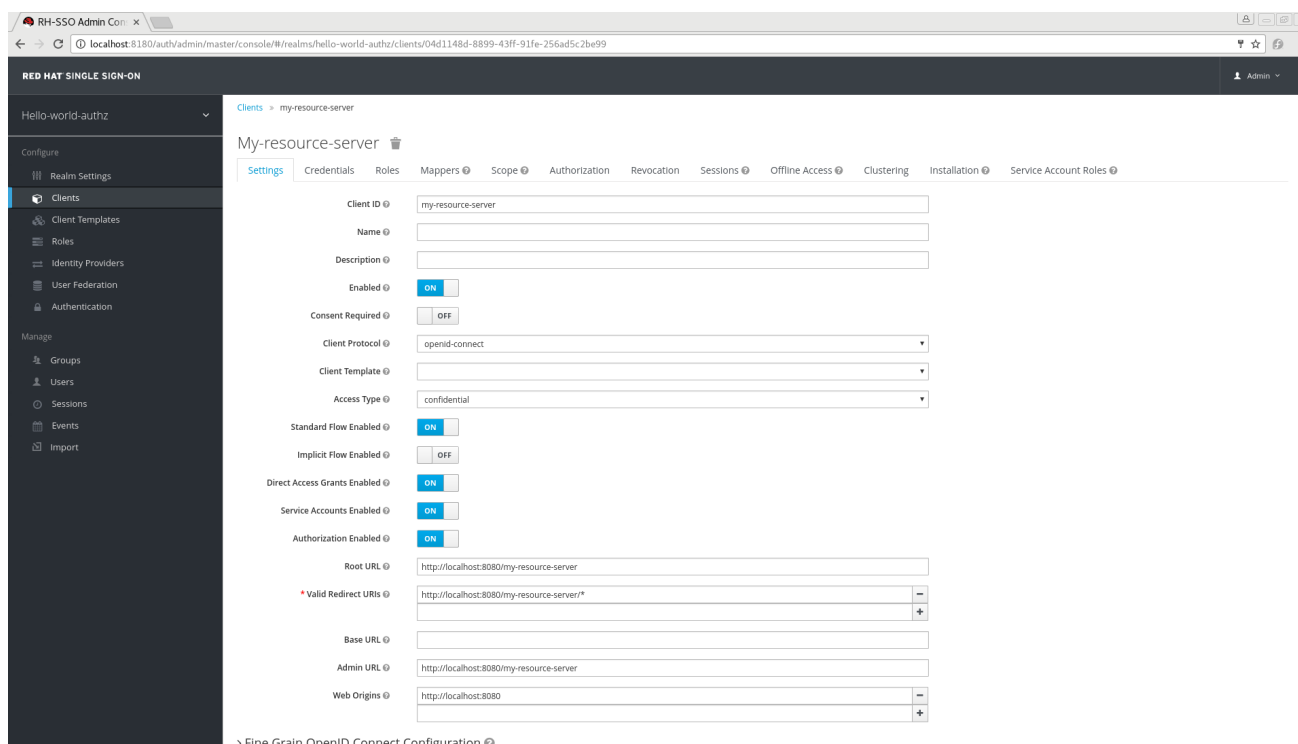 RH-SSO Admin Con
localhost:8180/auth/admin/master/console/#/realms/hello-world-authz/clients/04d1148d-8899-43ff-91fe-256ad5c2be99
RED HAT SINGLE SIGN-ON
Admin
Hello-world-authz
Configure
Realm Settings
Clients
Client Templates
Roles
Identity Providers
User Federation
Authentication
Manage
Groups
Users
Sessions
Events
Import
Clients » my-resource-server
My-resource-server
Settings Credentials Roles Mappers Scope Authorization Revocation Sessions Offline Access Clustering Installation Service Account Roles
Client ID my-resource-server
Name
Description
Enabled ON
Consent Required OFF
Client Protocol openid-connect
Client Template
Access Type confidential
Standard Flow Enabled ON
Implicit Flow Enabled OFF
Direct Access Grants Enabled ON
Service Accounts Enabled ON
Authorization Enabled ON
Root URL http://localhost:8080/my-resource-server
* Valid Redirect URIs http://localhost:8080/my-resource-server/*
Base URL
Admin URL http://localhost:8080/my-resource-server
Web Origins http://localhost:8080
Fine Grain OpenID Connect Configuration